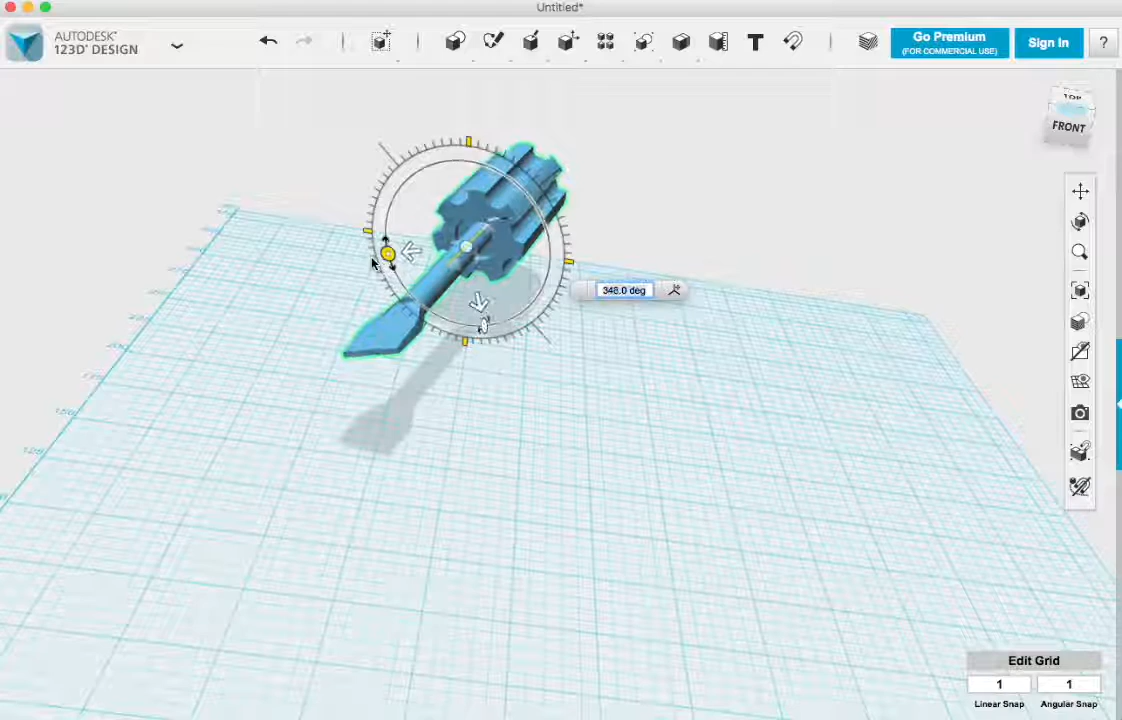 Untitled*
AUTODESK®
123D® DESIGN
Go Premium
(FOR COMMERCIAL USE)
Sign In
?
T
TOP
FRONT
348.0 deg
Edit Grid
1
1
Linear Snap
Angular Snap